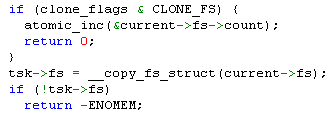 if (clone_flags & CLONE_FS) {
atomic_inc(&current->fs->count);
return 0;
}
tsk->fs = __copy_fs_struct(current->fs);
if (!tsk->fs)
return -ENOMEM;